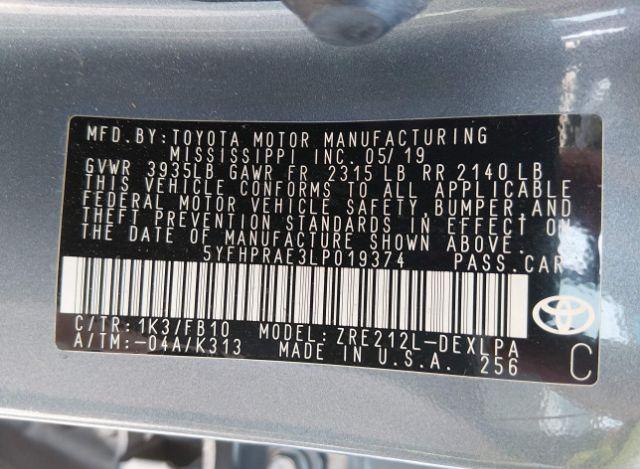 MFD. BY: TOYOTA MOTOR MANUFACTURING
MISSISSIPPI INC. 05/19
GVWR 3935LB GAWR FR 2315 LB RR 2140 LB
THIS VEHICLE CONFORMS TO ALL APPLICABLE
FEDERAL MOTOR VEHICLE SAFETY, BUMPER, AND
THEFT PREVENTION STANDARDS IN EFFECT ON
THE DATE OF MANUFACTURE SHOWN ABOVE.
5YFHPRAE3LP019374 PASS. CAR
C/TR: 1K3/FB10 MODEL: ZRE212L-DEXLPA
A/TM: -04A/K313 MADE IN U.S.A. 256
C